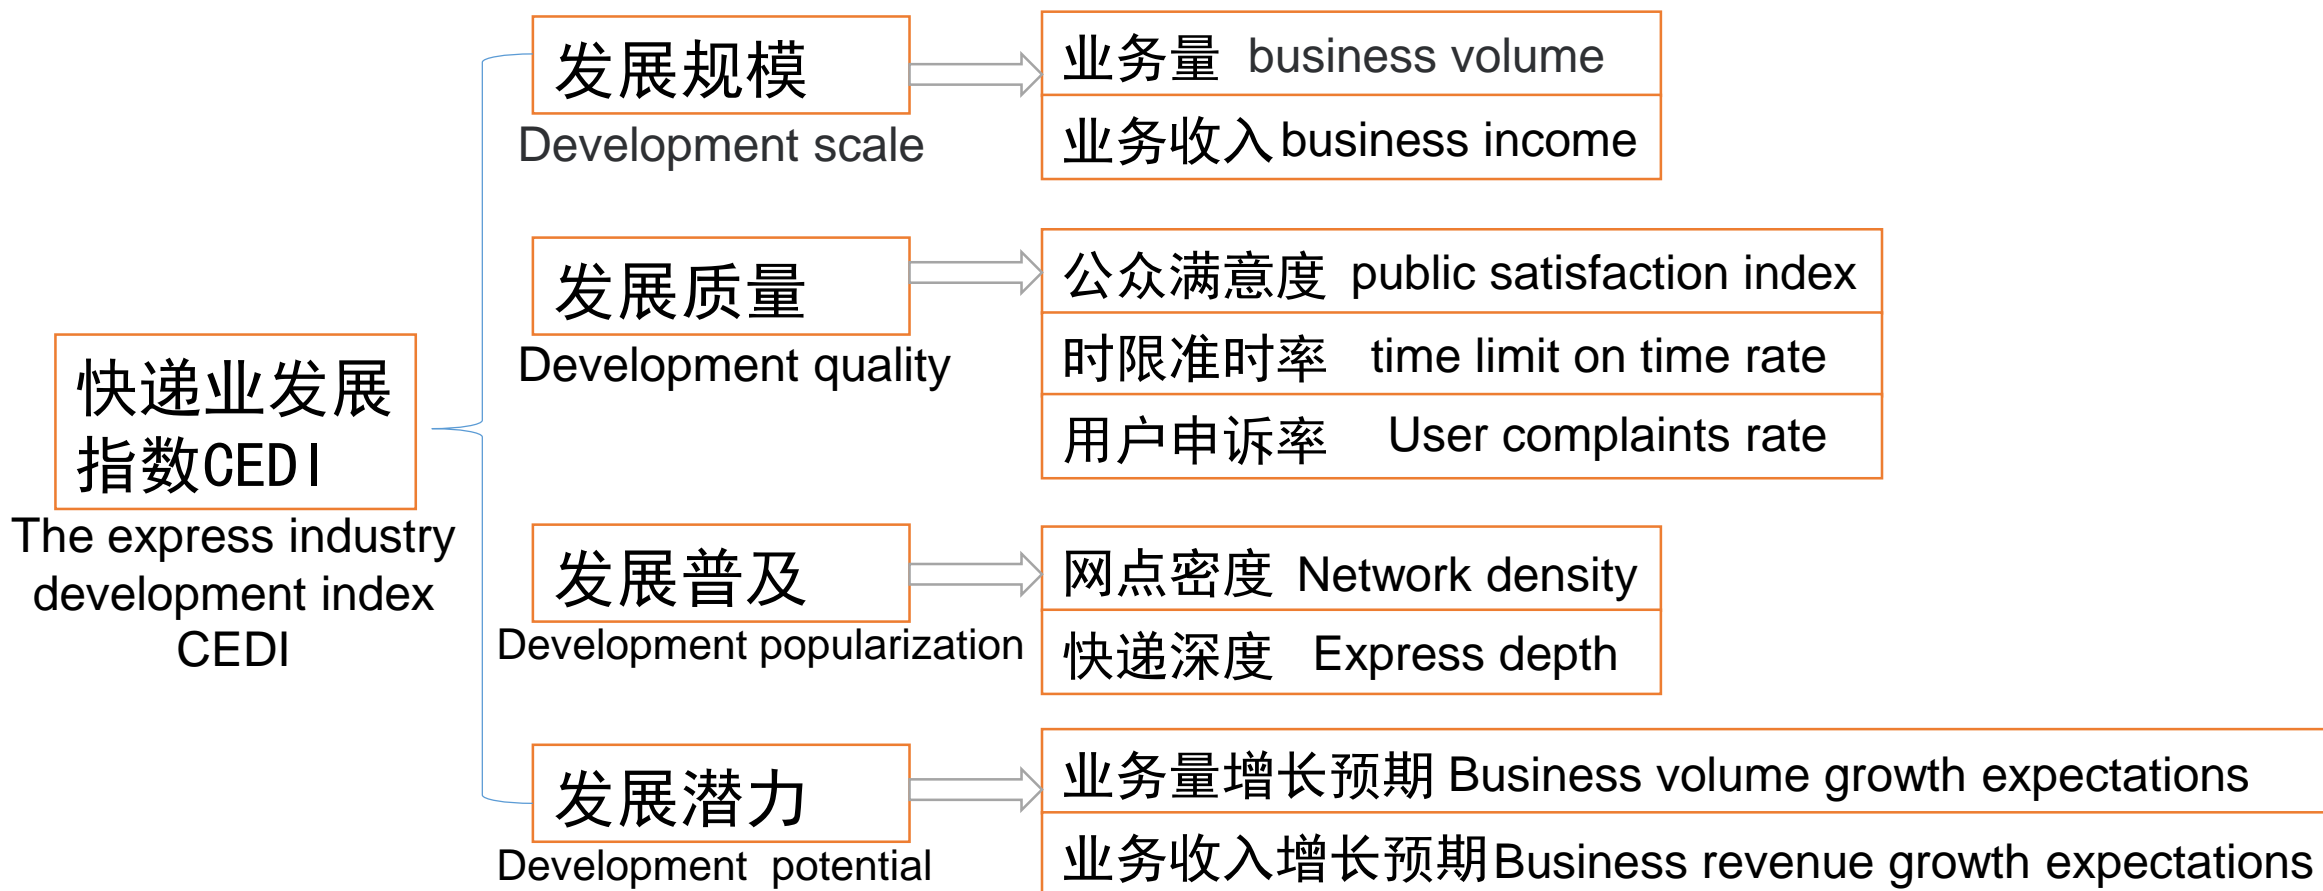 快递业发展
指数CEDI
The express industry
development index
CEDI
发展规模
Development scale
业务量 business volume
业务收入business income
发展质量
Development quality
公众满意度 public satisfaction index
时限准时率 time limit on time rate
用户申诉率 User complaints rate
发展普及
Development popularization
网点密度 Network density
快递深度 Express depth
发展潜力
Development potential
业务量增长预期 Business volume growth expectations
业务收入增长预期Business revenue growth expectations